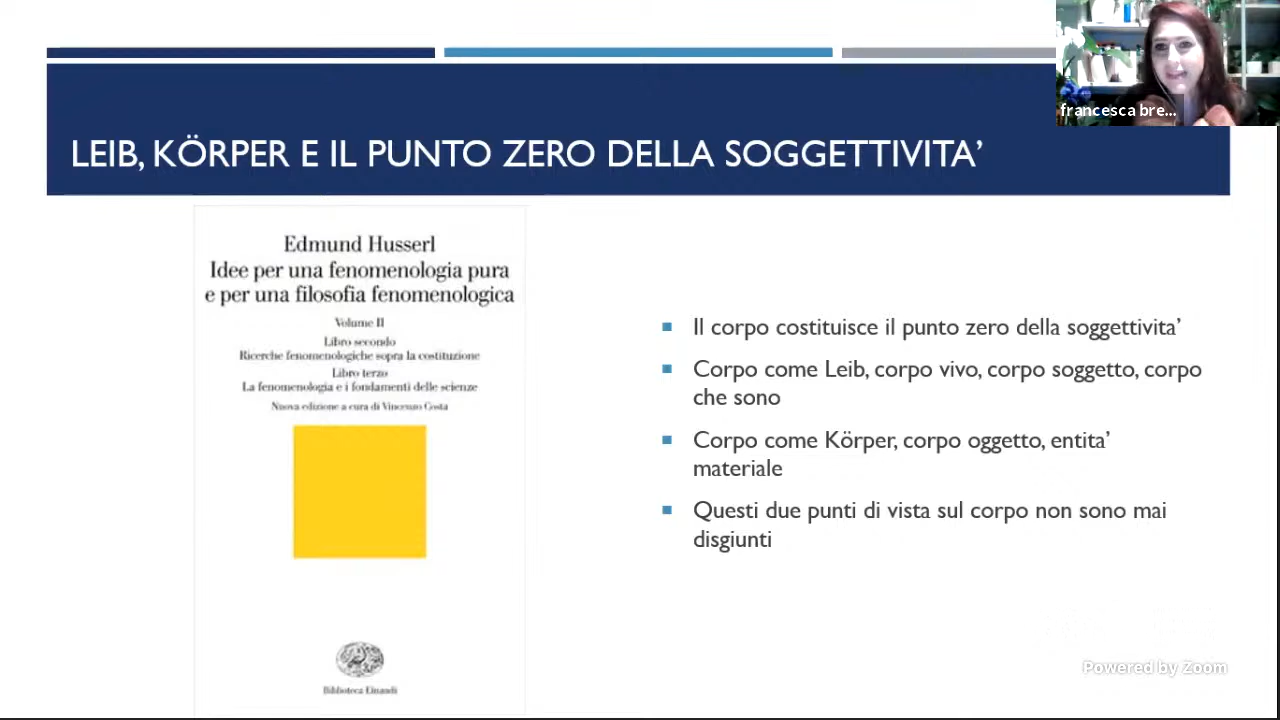 francesca bre...
LEIB, KÖRPER E IL PUNTO ZERO DELLA SOGGETTIVITA’
Edmund Husserl
Idee per una fenomenologia pura
e per una filosofia fenomenologica
Volume II
Libro secondo
Ricerche fenomenologiche sopra la costituzione
Libro terzo
La fenomenologia e i fondamenti delle scienze
Nuova edizione a cura di Vincenzo Costa
Biblioteca Einaudi
Il corpo costituisce il punto zero della soggettivita’
Corpo come Leib, corpo vivo, corpo soggetto, corpo
che sono
Corpo come Körper, corpo oggetto, entita’
materiale
Questi due punti di vista sul corpo non sono mai
disgiunti
Powered by Zoom